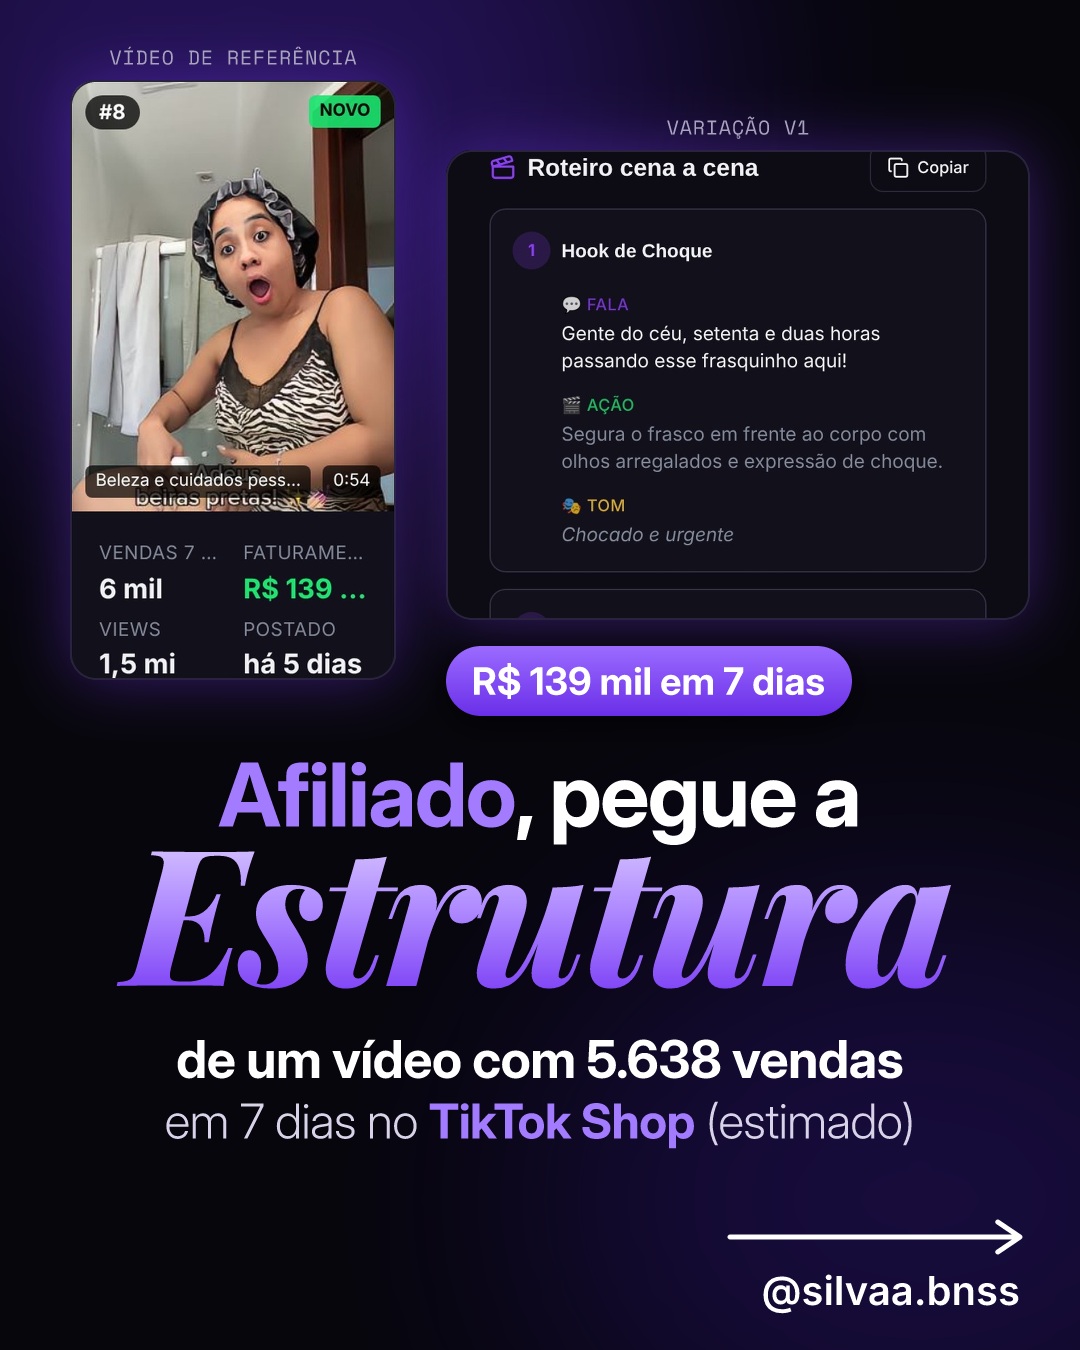 VÍDEO DE REFERÊNCIA
#8
NOVO
Adeus
beiras pretas!
Beleza e cuidados pess...
0:54
VENDAS 7 ...
FATURAME...
6 mil
R$ 139 ...
VIEWS
POSTADO
1,5 mi
há 5 dias
VARIAÇÃO V1
Roteiro cena a cena
Copiar
1
Hook de Choque
FALA
Gente do céu, setenta e duas horas
passando esse frasquinho aqui!
AÇÃO
Segura o frasco em frente ao corpo com
olhos arregalados e expressão de choque.
TOM
Chocado e urgente
R$ 139 mil em 7 dias
Afiliado, pegue a
Estrutura
de um vídeo com 5.638 vendas
em 7 dias no TikTok Shop (estimado)
@silvaa.bnss